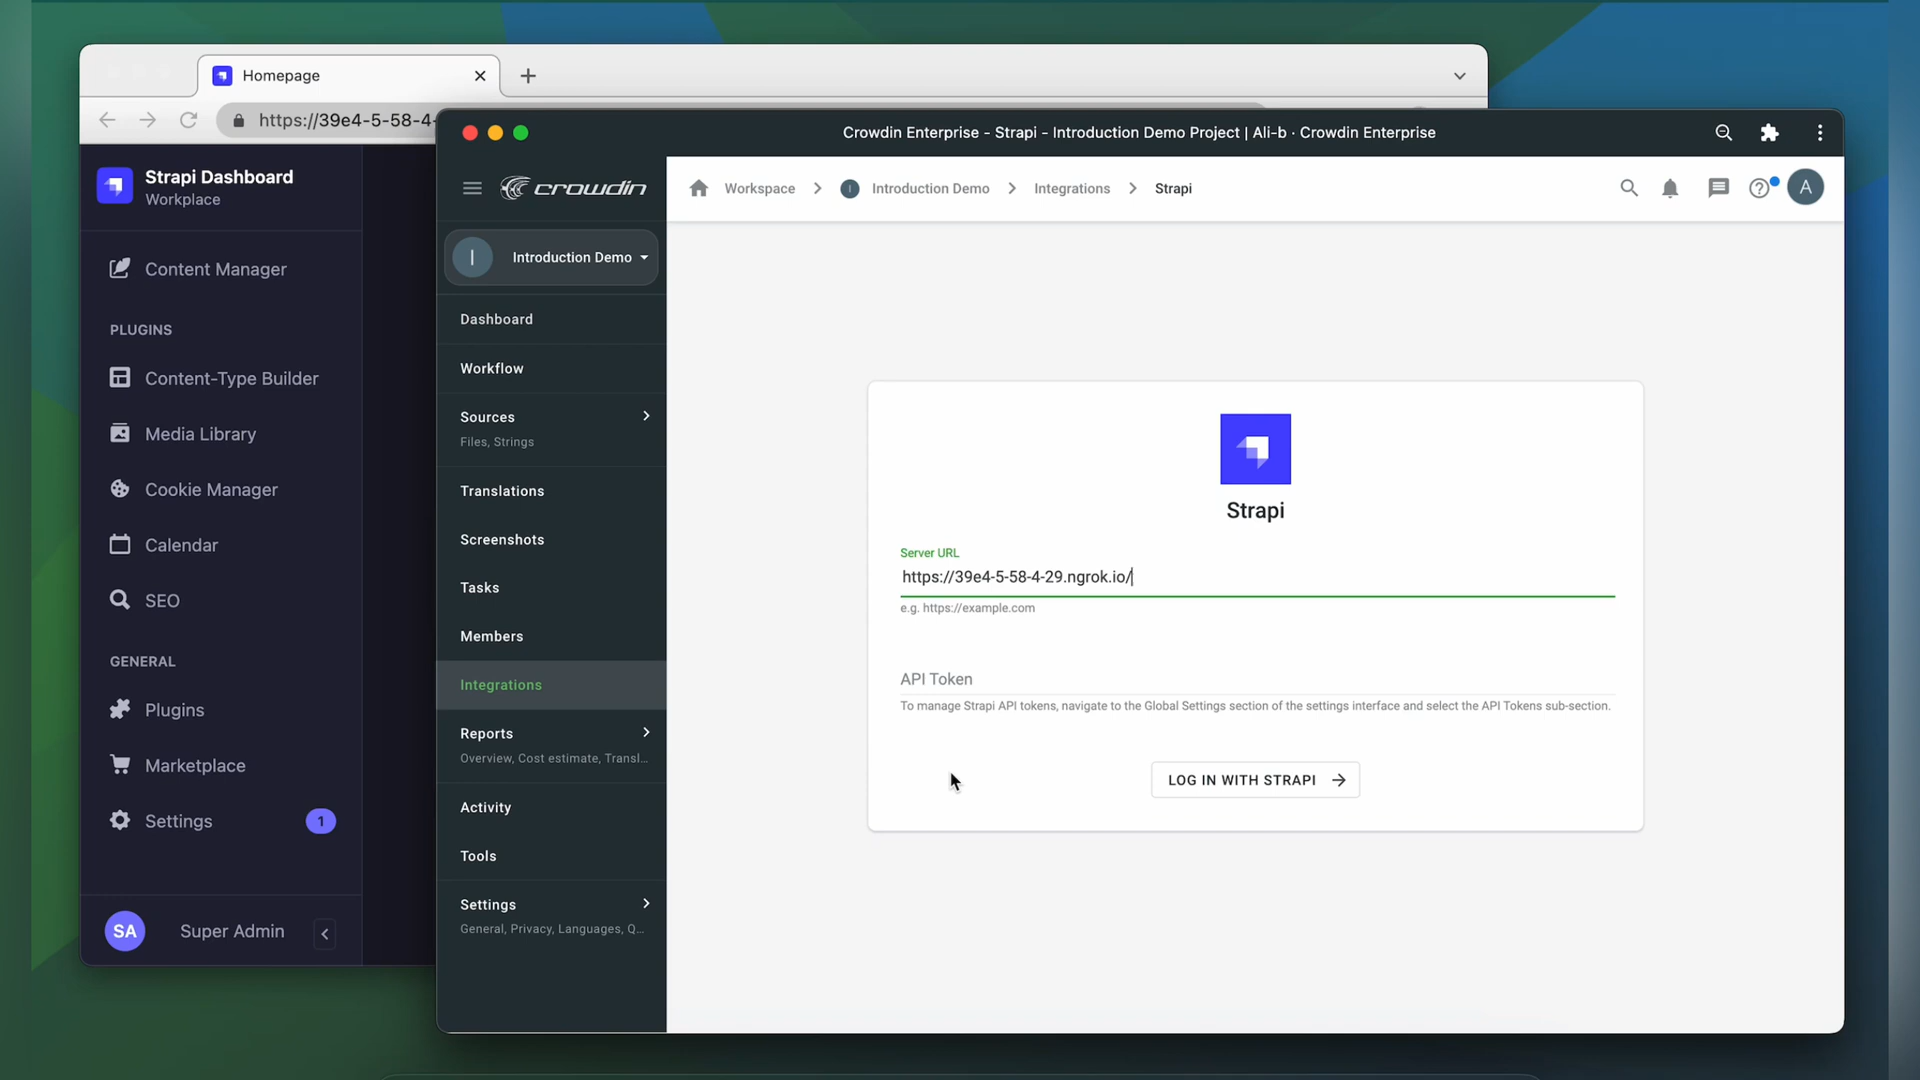 Homepage
https://39e4-5-58-4-
Strapi Dashboard
Workplace
Content Manager
PLUGINS
Content-Type Builder
Media Library
Cookie Manager
Calendar
SEO
GENERAL
Plugins
Marketplace
Settings
1
SA
Super Admin
Crowdin Enterprise - Strapi - Introduction Demo Project | Ali-b · Crowdin Enterprise
crowdin
I
Introduction Demo
Dashboard
Workflow
Sources
Files, Strings
Translations
Screenshots
Tasks
Members
Integrations
Reports
Overview, Cost estimate, Transl...
Activity
Tools
Settings
General, Privacy, Languages, Q...
Workspace
I
Introduction Demo
Integrations
Strapi
A
Strapi
Server URL
https://39e4-5-58-4-29.ngrok.io/
e.g. https://example.com
API Token
To manage Strapi API tokens, navigate to the Global Settings section of the settings interface and select the API Tokens sub-section.
LOG IN WITH STRAPI